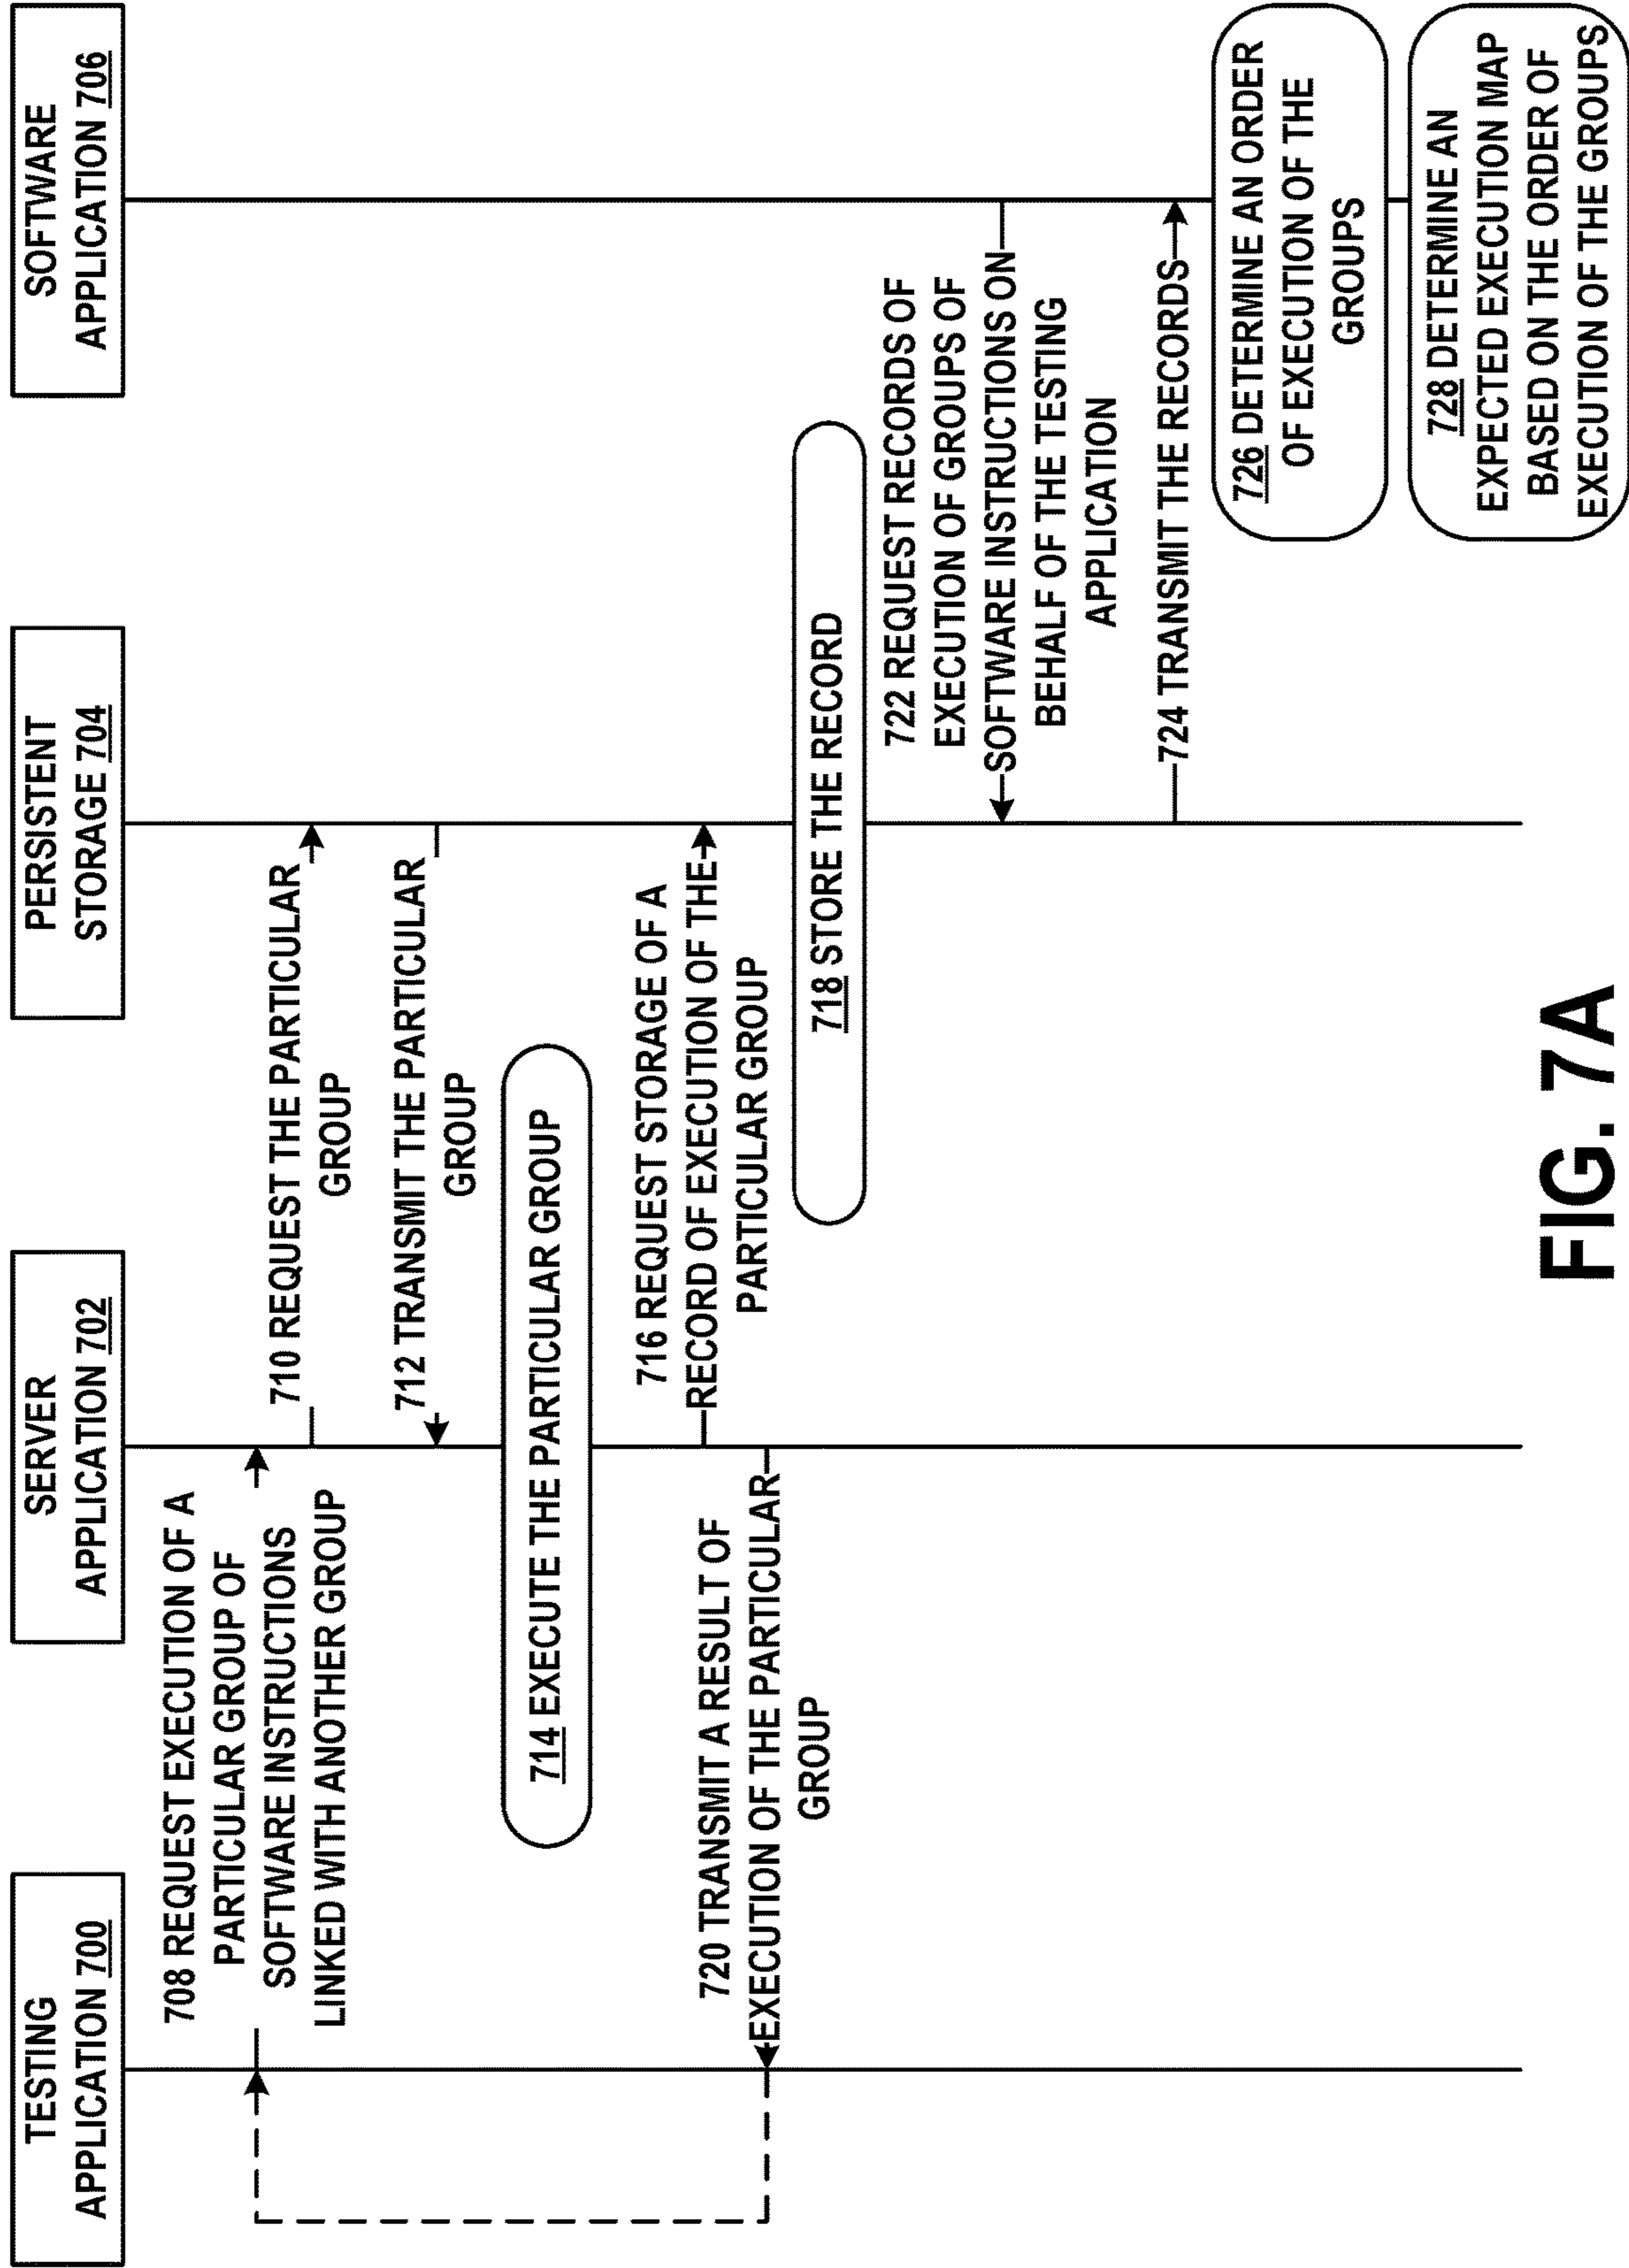 TESTING
APPLICATION 700
SERVER
APPLICATION 702
PERSISTENT
STORAGE 704
SOFTWARE
APPLICATION 706
708 REQUEST EXECUTION OF A
PARTICULAR GROUP OF
SOFTWARE INSTRUCTIONS
LINKED WITH ANOTHER GROUP
710 REQUEST THE PARTICULAR
GROUP
712 TRANSMIT THE PARTICULAR
GROUP
714 EXECUTE THE PARTICULAR GROUP
716 REQUEST STORAGE OF A
RECORD OF EXECUTION OF THE
PARTICULAR GROUP
718 STORE THE RECORD
720 TRANSMIT A RESULT OF
EXECUTION OF THE PARTICULAR
GROUP
722 REQUEST RECORDS OF
EXECUTION OF GROUPS OF
SOFTWARE INSTRUCTIONS ON
BEHALF OF THE TESTING
APPLICATION
724 TRANSMIT THE RECORDS
726 DETERMINE AN ORDER
OF EXECUTION OF THE
GROUPS
728 DETERMINE AN
EXPECTED EXECUTION MAP
BASED ON THE ORDER OF
EXECUTION OF THE GROUPS
FIG. 7A